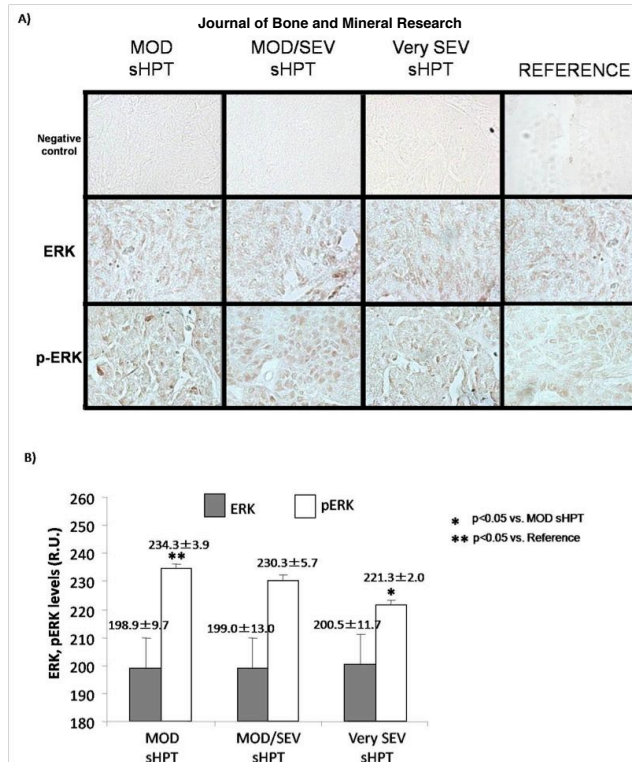 A)
Journal of Bone and Mineral Research
MOD
sHPT
MOD/SEV
sHPT
Very SEV
sHPT
REFERENCE
Negative
control
ERK
p-ERK
B)
ERK, pERK levels (R.U.)
260
250
240
230
220
210
200
190
180
ERK
pERK
* p<0.05 vs. MOD sHPT
** p<0.05 vs. Reference
234.3±3.9
**
230.3±5.7
221.3±2.0
*
198.9±9.7
199.0±13.0
200.5±11.7
MOD
sHPT
MOD/SEV
sHPT
Very SEV
sHPT